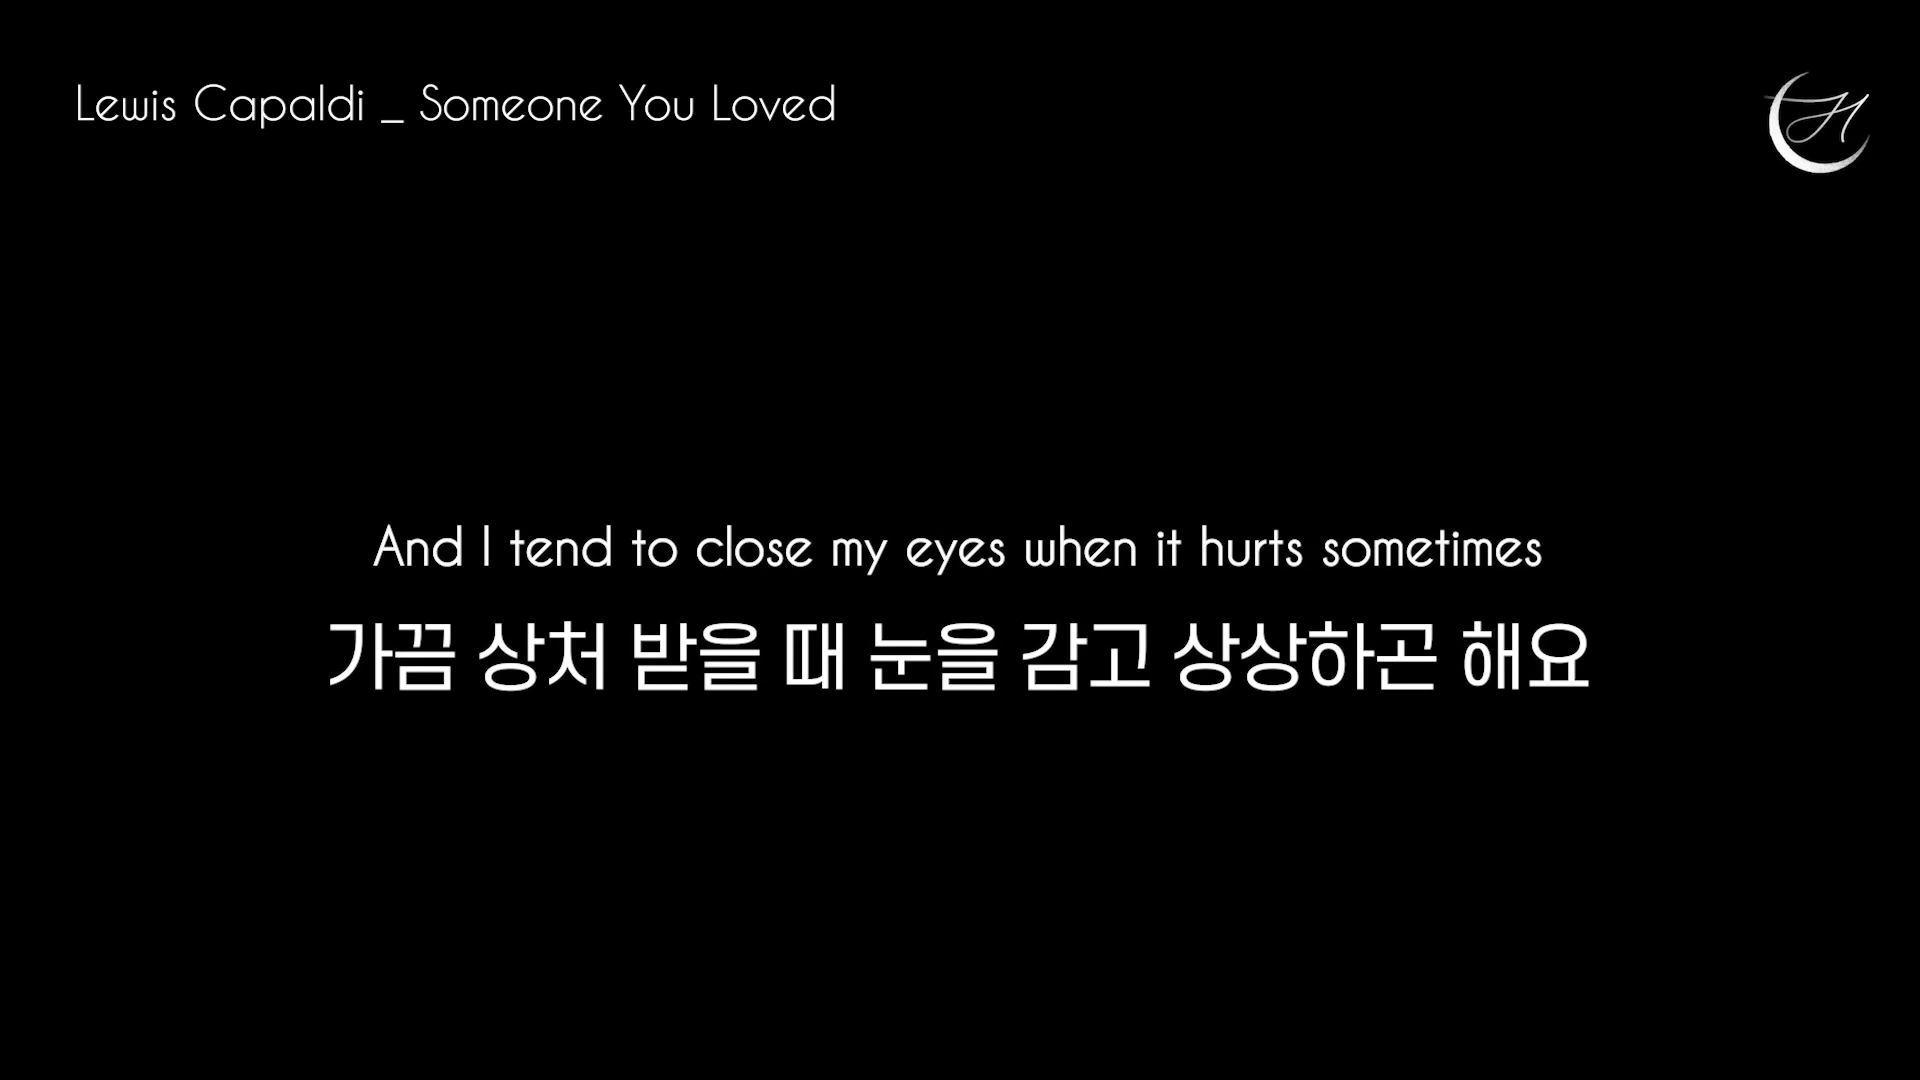 Lewis Capaldi _ Someone You Loved
And I tend to close my eyes when it hurts sometimes
가끔 상처 받을 때 눈을 감고 상상하곤 해요